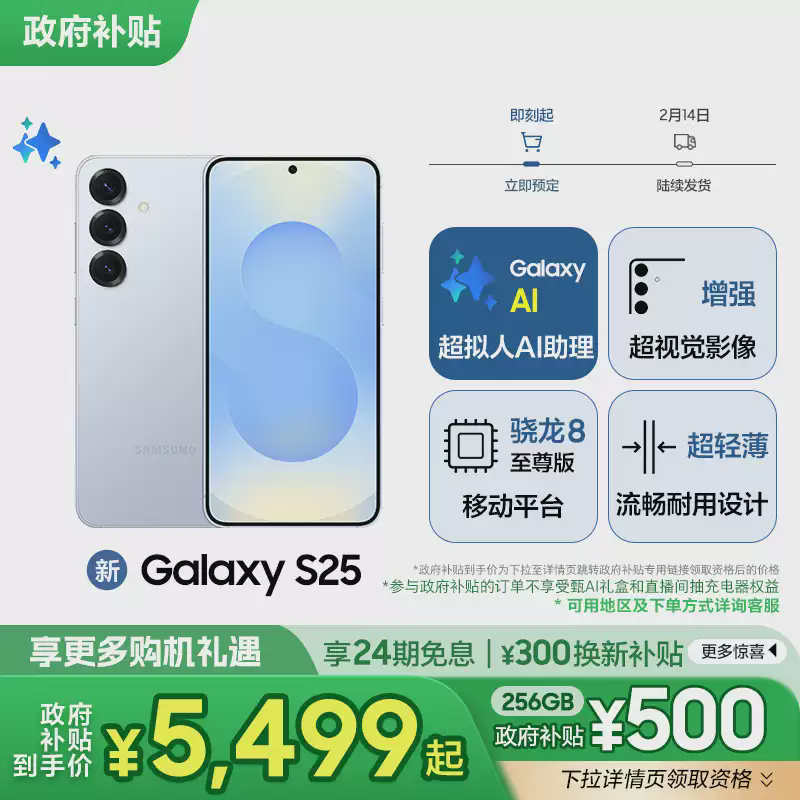 政府补贴
即刻起
2月14日
立即预定
陆续发货
Galaxy
AI
超拟人AI助理
增强
超视觉影像
骁龙8
至尊版
移动平台
超轻薄
流畅耐用设计
SAMSUNG
新 Galaxy S25
*政府补贴到手价为下拉至详情页跳转政府补贴专用链接领取资格后的价格
*参与政府补贴的订单不享受甄AI礼盒和直播间抽充电器权益
* 可用地区及下单方式详询客服
享更多购机礼遇
享24期免息 | ¥300换新补贴
更多惊喜
政府
补贴
到手价
¥5,499起
256GB
政府补贴
¥500
下拉详情页领取资格